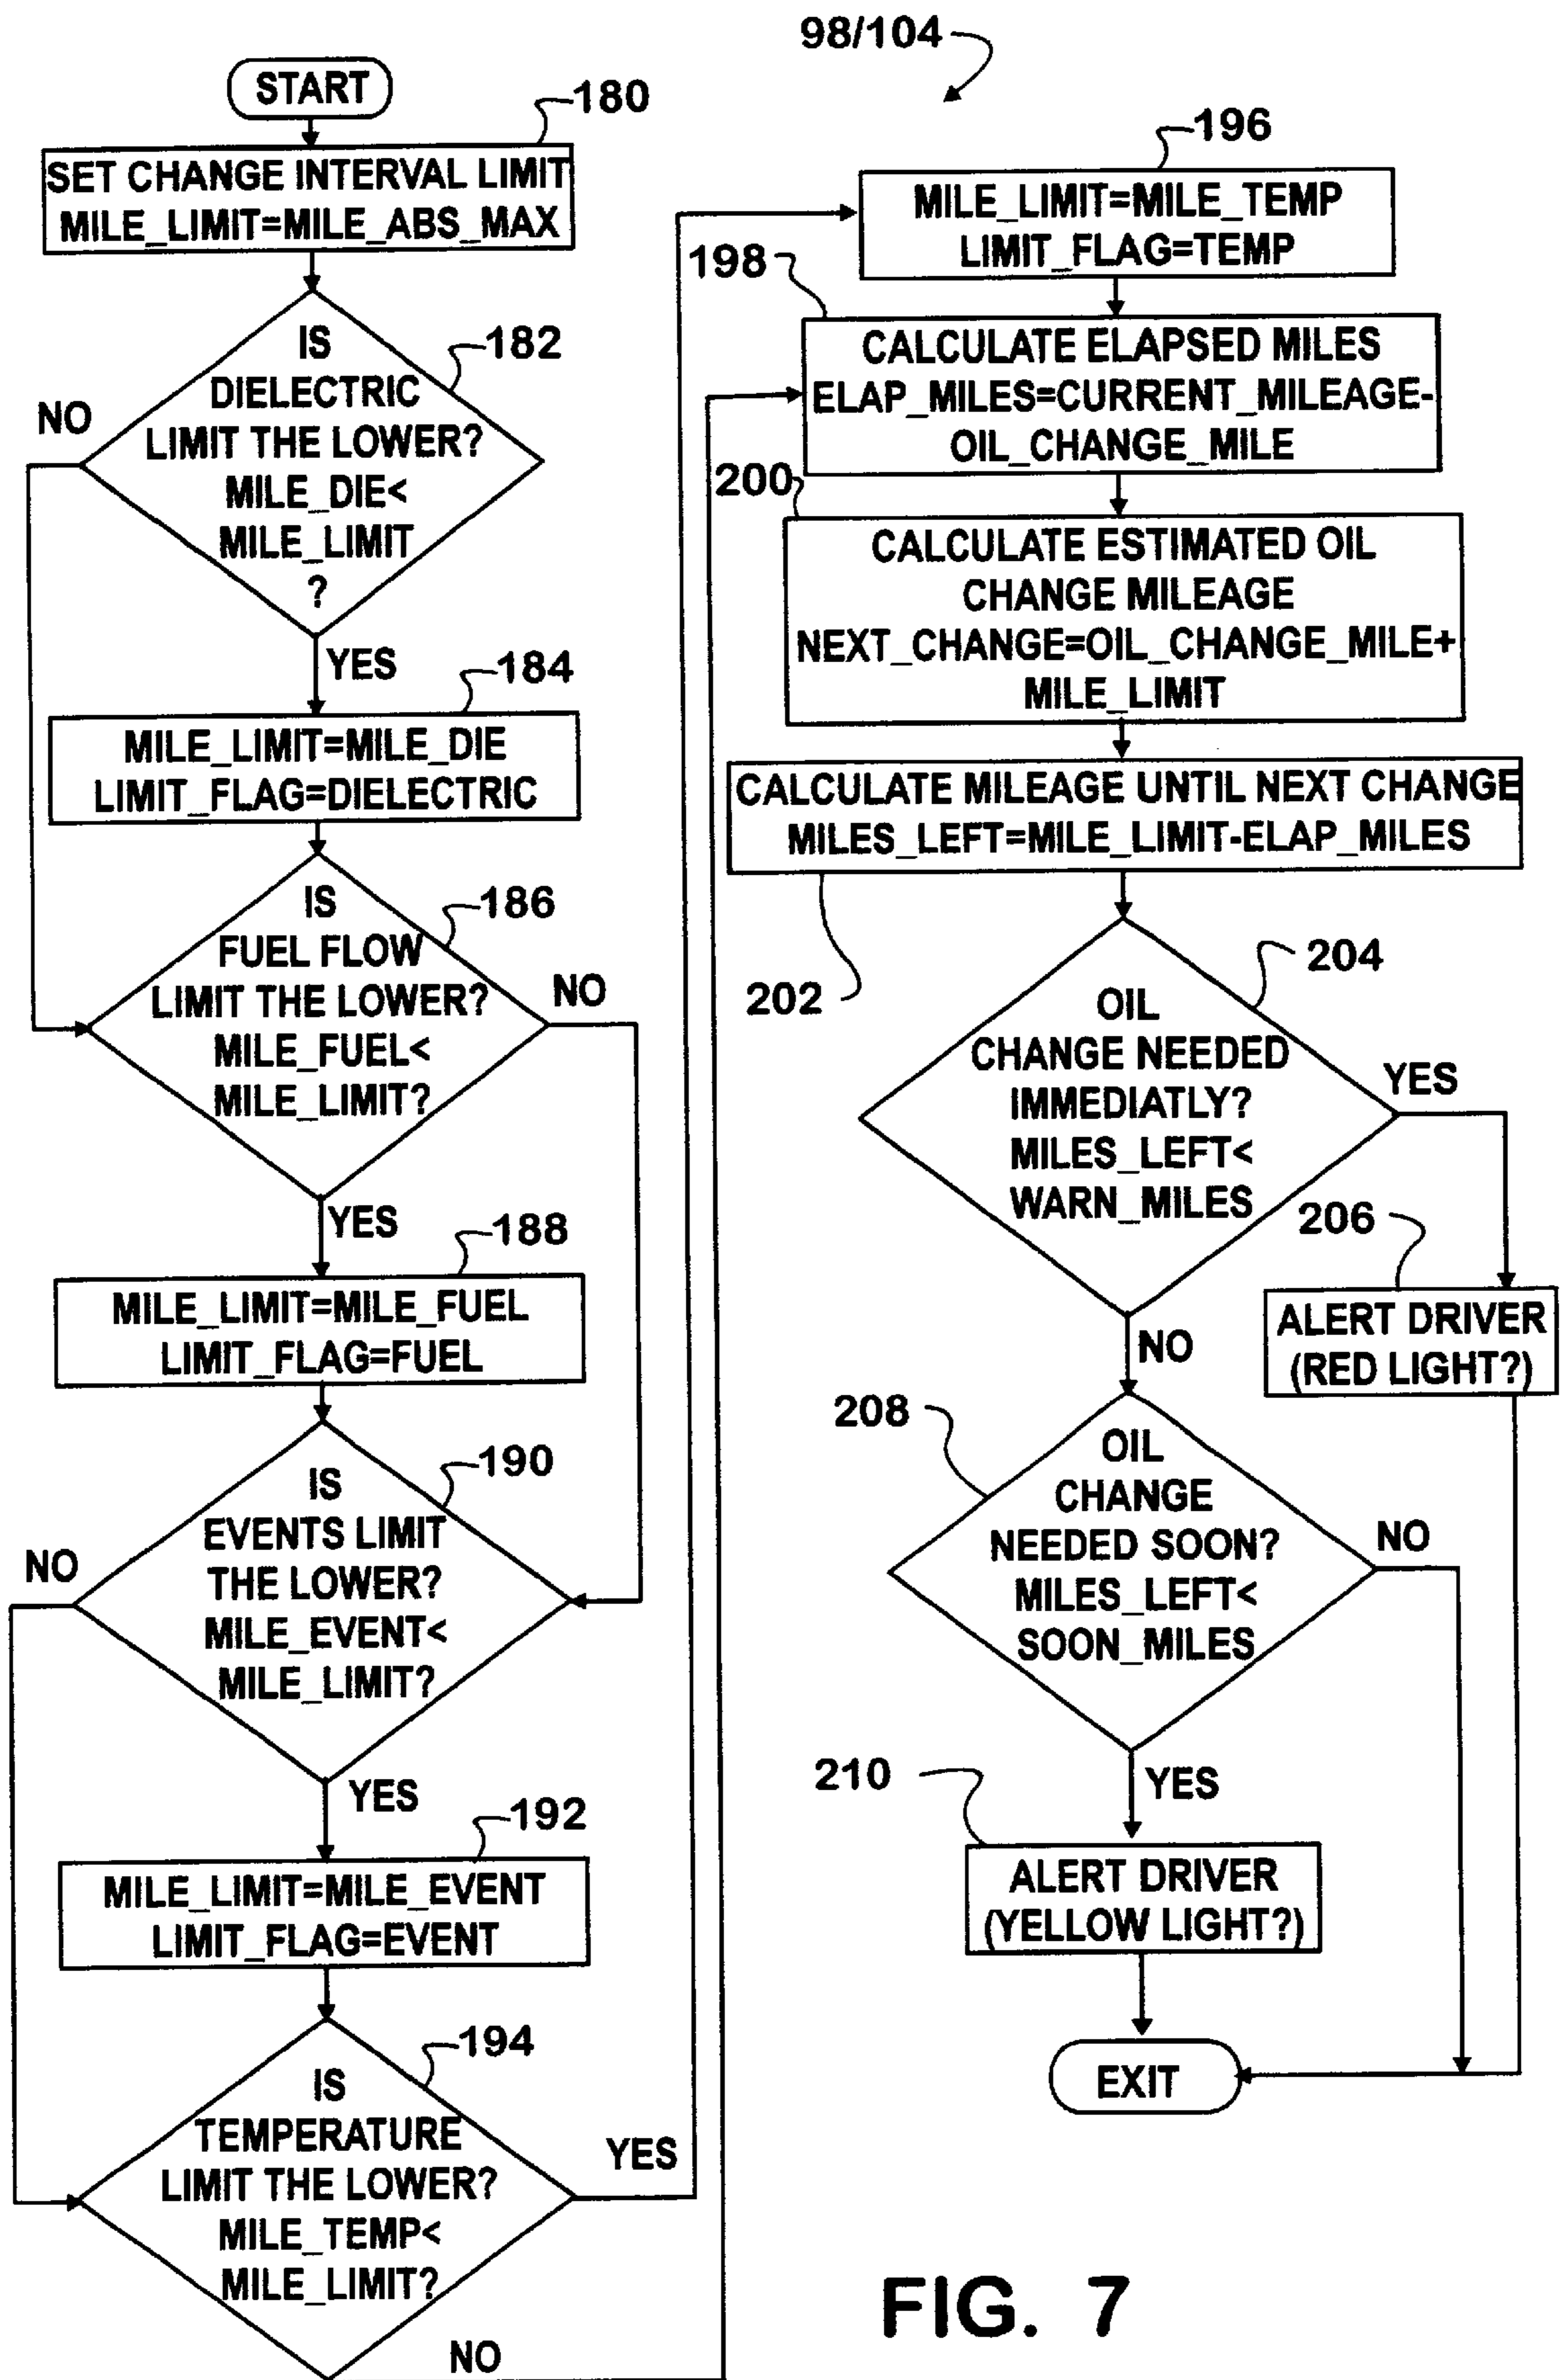 98/104
START
180
SET CHANGE INTERVAL LIMIT
MILE_LIMIT=MILE_ABS_MAX
IS
DIELECTRIC
LIMIT THE LOWER?
MILE_DIE<
MILE_LIMIT
?
182
NO
YES
184
MILE_LIMIT=MILE_DIE
LIMIT_FLAG=DIELECTRIC
IS
FUEL FLOW
LIMIT THE LOWER?
MILE_FUEL<
MILE_LIMIT?
186
NO
YES
188
MILE_LIMIT=MILE_FUEL
LIMIT_FLAG=FUEL
IS
EVENTS LIMIT
THE LOWER?
MILE_EVENT<
MILE_LIMIT?
190
NO
YES
192
MILE_LIMIT=MILE_EVENT
LIMIT_FLAG=EVENT
IS
TEMPERATURE
LIMIT THE LOWER?
MILE_TEMP<
MILE_LIMIT?
194
YES
NO
196
MILE_LIMIT=MILE_TEMP
LIMIT_FLAG=TEMP
198
CALCULATE ELAPSED MILES
ELAP_MILES=CURRENT_MILEAGE-
OIL_CHANGE_MILE
200
CALCULATE ESTIMATED OIL
CHANGE MILEAGE
NEXT_CHANGE=OIL_CHANGE_MILE+
MILE_LIMIT
CALCULATE MILEAGE UNTIL NEXT CHANGE
MILES_LEFT=MILE_LIMIT-ELAP_MILES
202
204
OIL
CHANGE NEEDED
IMMEDIATLY?
MILES_LEFT<
WARN_MILES
YES
NO
206
ALERT DRIVER
(RED LIGHT?)
208
OIL
CHANGE
NEEDED SOON?
MILES_LEFT<
SOON_MILES
NO
YES
210
ALERT DRIVER
(YELLOW LIGHT?)
EXIT
FIG. 7